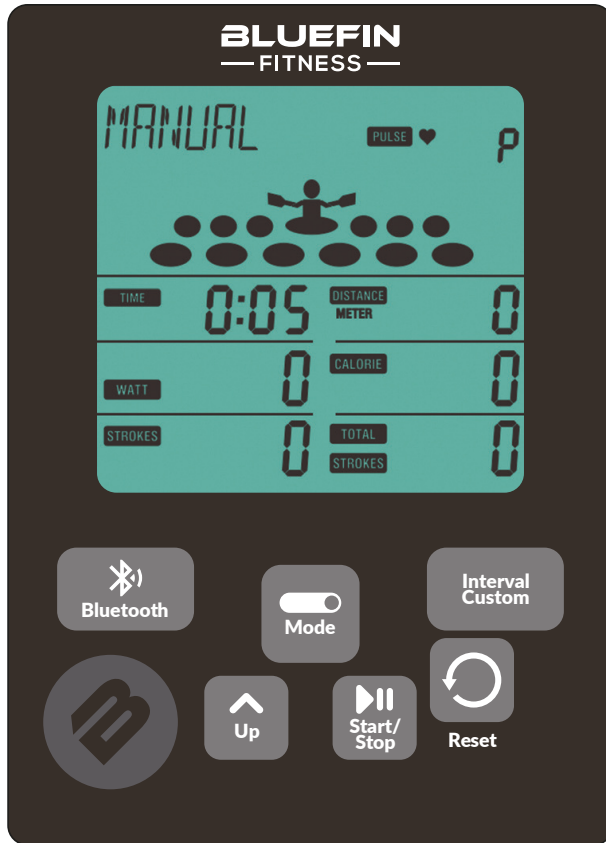 BLUEFIN
FITNESS
MANUAL
PULSE P
TIME 0:05 DISTANCE
METER 0
WATT 0 CALORIE 0
STROKES 0 TOTAL
STROKES 0
Bluetooth
Mode
Interval
Custom
Up
Start/
Stop
Reset